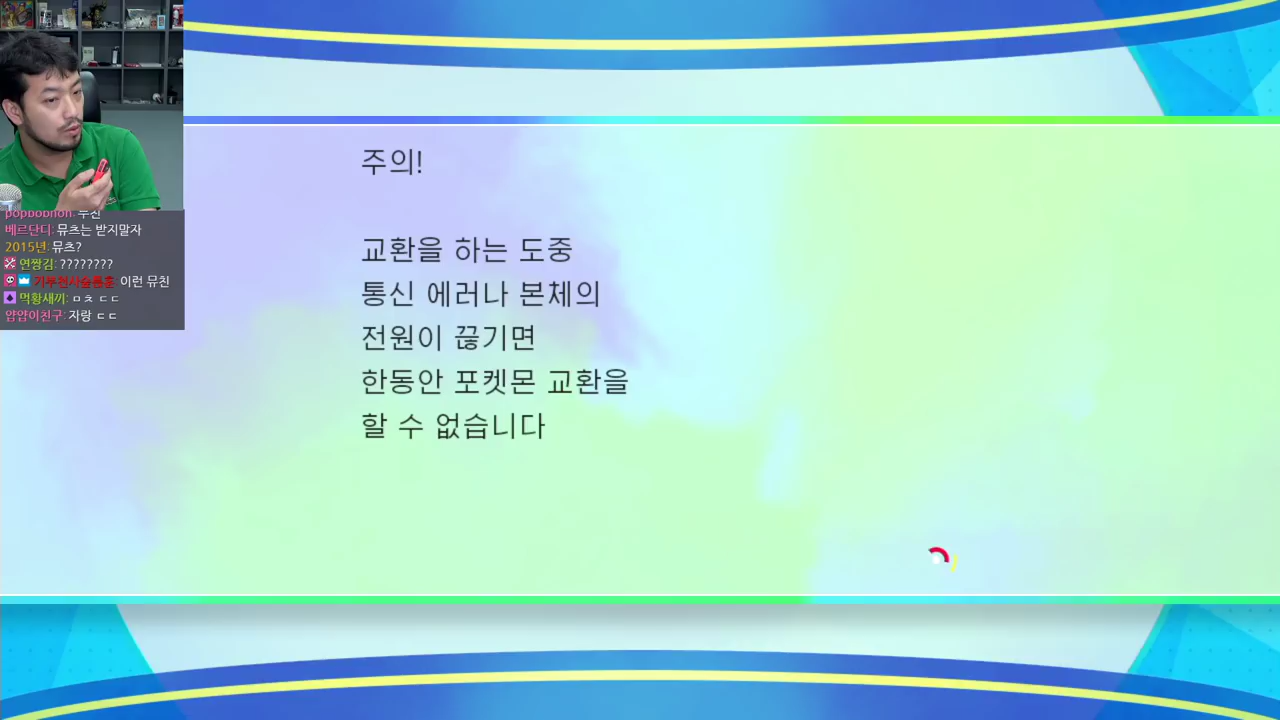 주의!
교환을 하는 도중
통신 에러나 본체의
전원이 끊기면
한동안 포켓몬 교환을
할 수 없습니다
베르단디: 뮤츠는 받지말자
2015년: 뮤츠?
연짱김: ????????
이런 뮤친
먹황새끼: ㅁㅊ ㄷㄷ
얍얍이친구: 자랑 ㄷㄷ